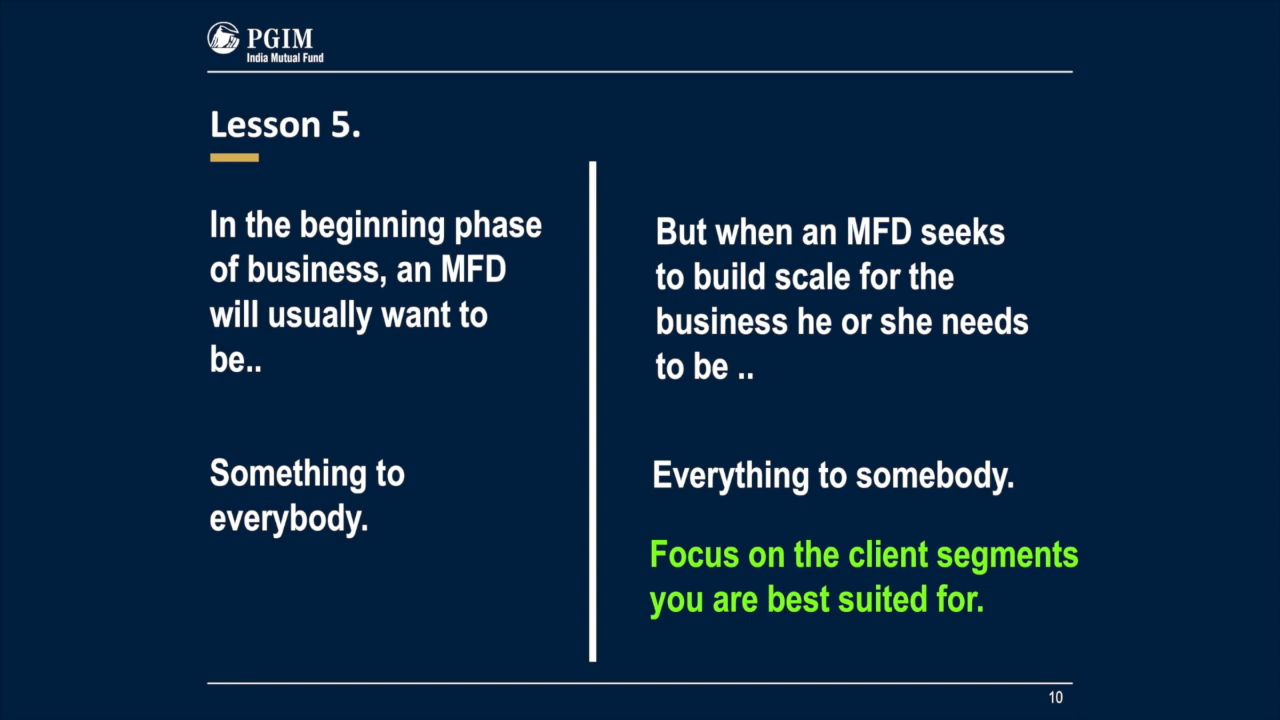 PGIM
India Mutual Fund
Lesson 5.
In the beginning phase
of business, an MFD
will usually want to
be..
Something to
everybody.
But when an MFD seeks
to build scale for the
business he or she needs
to be ..
Everything to somebody.
Focus on the client segments
you are best suited for.
10